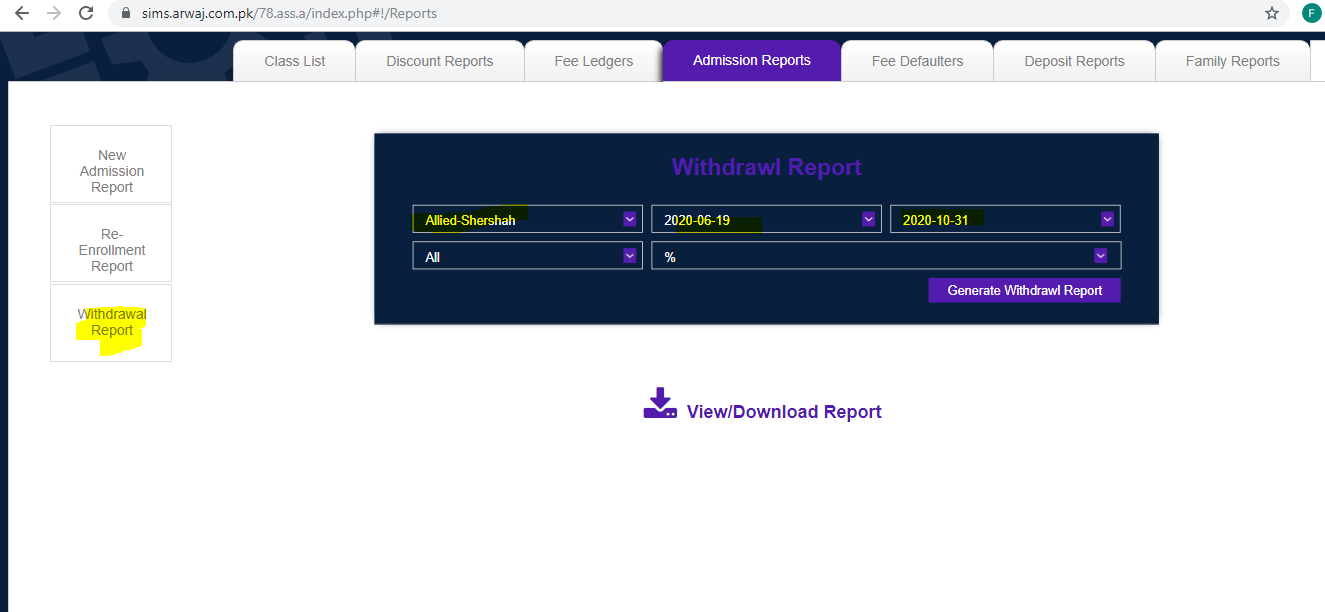 sims.arwaj.com.pk/78.ass.a/index.php#!/Reports
F
Class List
Discount Reports
Fee Ledgers
Admission Reports
Fee Defaulters
Deposit Reports
Family Reports
New
Admission
Report
Re-
Enrollment
Report
Withdrawal
Report
Withdrawl Report
Allied-Shershah
2020-06-19
2020-10-31
All
%
Generate Withdrawl Report
View/Download Report